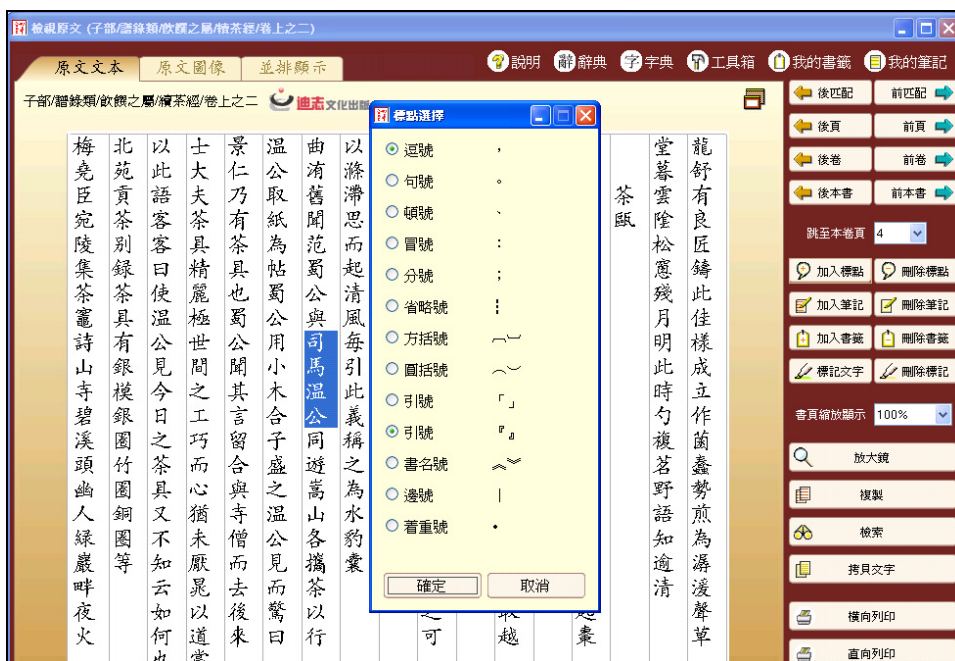 檢視原文 (子部/譜錄類/飲饌之屬/續茶經/卷上之二)
原文文本 原文圖像 並排顯示
說明 辭 辭典 字 字典 工具箱 我的書籤 我的筆記
子部/譜錄類/飲饌之屬/續茶經/卷上之二 迪志文化出版
龍舒有良匠鑄此佳樣成立作菌蠢勢煎為潺湲聲草
堂暮雲陰松窻殘月明此時勺複茗野語知逾清
茶甌
越
之可
以滌滯思而起清風每引此義稱之為水豹囊
曲洧舊聞范蜀公與司馬温公同遊嵩山各攜茶以行
温公取紙為帖蜀公用小木合子盛之温公見而驚曰
景仁乃有茶具也蜀公聞其言留合與寺僧而去後來
士大夫茶具精麗極世間之工巧而心猶未厭晁以道嘗
以此語客客曰使温公見今日之茶具又不知云如何也
北苑貢茶别録茶具有銀模銀圈竹圈銅圈等
梅堯臣宛陵集茶竈詩山寺碧溪頭幽人緑巖畔夜火
標點選擇
逗號 ，
句號 。
頓號 、
冒號 ：
分號 ；
省略號 ┇
方括號 ︹︺
圓括號 ︵︶
引號 「」
引號 『』
書名號 ︽︾
邊號 |
着重號 •
確定 取消
後匹配 前匹配
後頁 前頁
後卷 前卷
後本書 前本書
跳至本卷頁 4
加入標點 刪除標點
加入筆記 刪除筆記
加入書籤 刪除書籤
標記文字 刪除標記
書頁縮放顯示 100%
放大鏡
複製
檢索
拷貝文字
橫向列印
直向列印